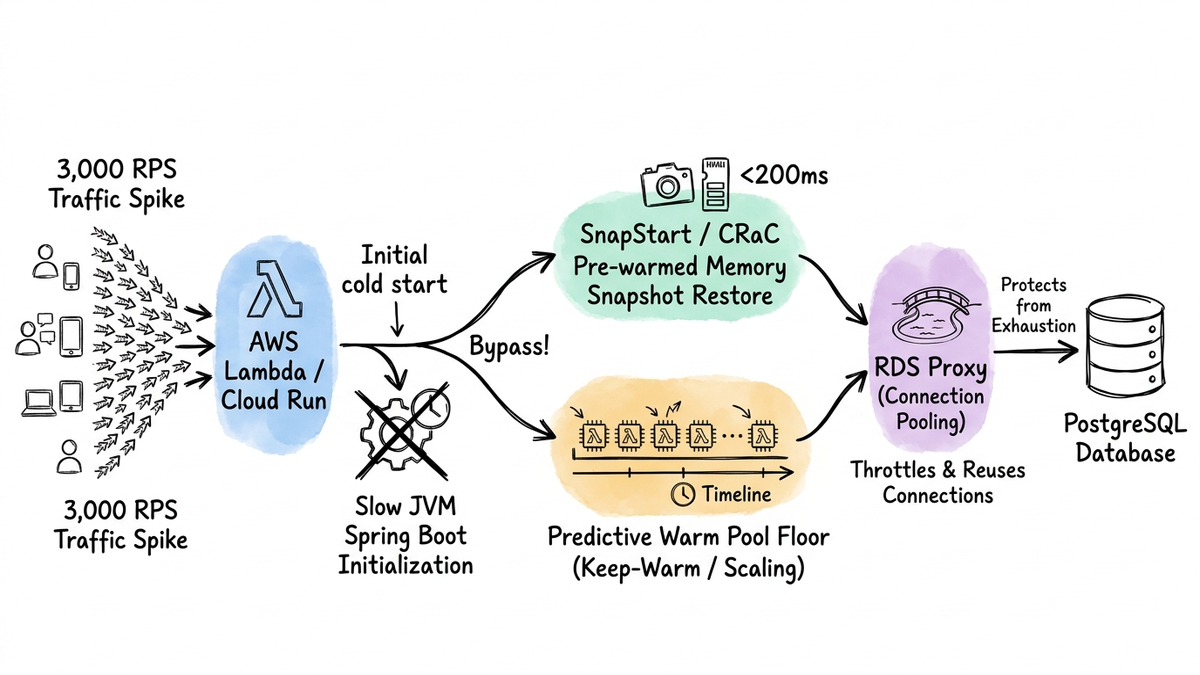 3,000 RPS
Traffic Spike
3,000 RPS
Traffic Spike
AWS
Lambda /
Cloud Run
Initial
cold start
Bypass!
Slow JVM
Spring Boot
Initialization
<200ms
SnapStart / CRaC
Pre-warmed Memory
Snapshot Restore
Timeline
Predictive Warm Pool Floor
(Keep-Warm / Scaling)
RDS Proxy
(Connection
Pooling)
Throttles & Reuses
Connections
Protects
from
Exhaustion
PostgreSQL
Database